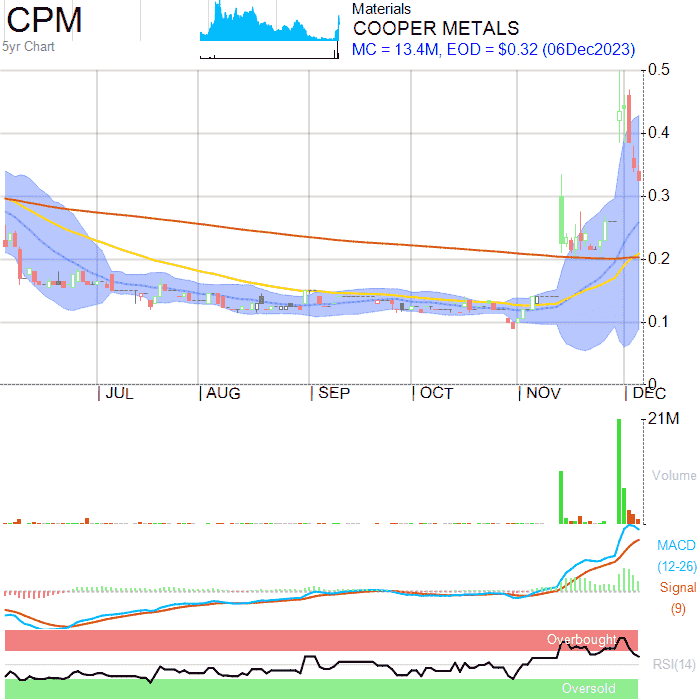 CPM
5yr Chart
Materials
COOPER METALS
MC = 13.4M, EOD = $0.32 (06Dec2023)
0.5
0.4
0.3
0.2
0.1
0
JUL AUG SEP OCT NOV DEC
21M
Volume
MACD
(12-26)
Signal
(9)
Overbought
RSI(14)
Oversold